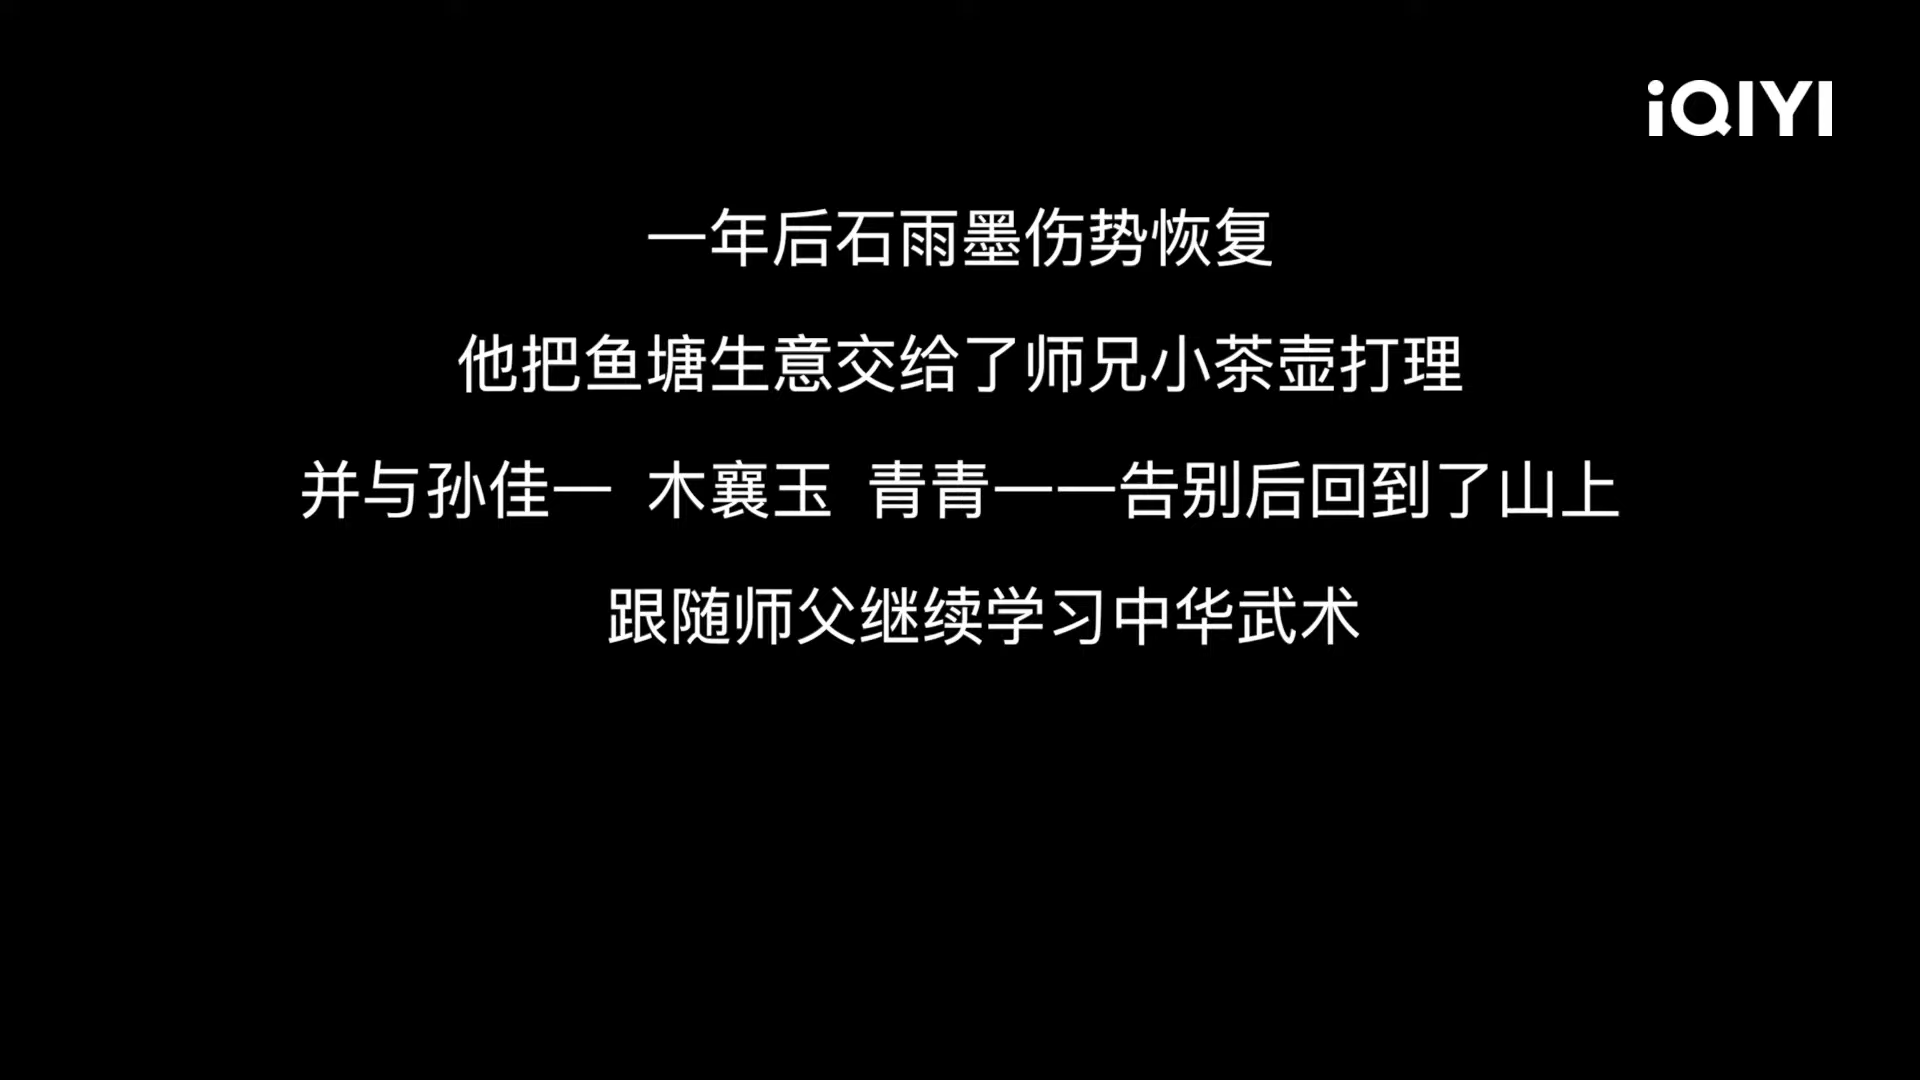 iQIYI
一年后石雨墨伤势恢复
他把鱼塘生意交给了师兄小茶壶打理
并与孙佳一 木襄玉 青青一一告别后回到了山上
跟随师父继续学习中华武术